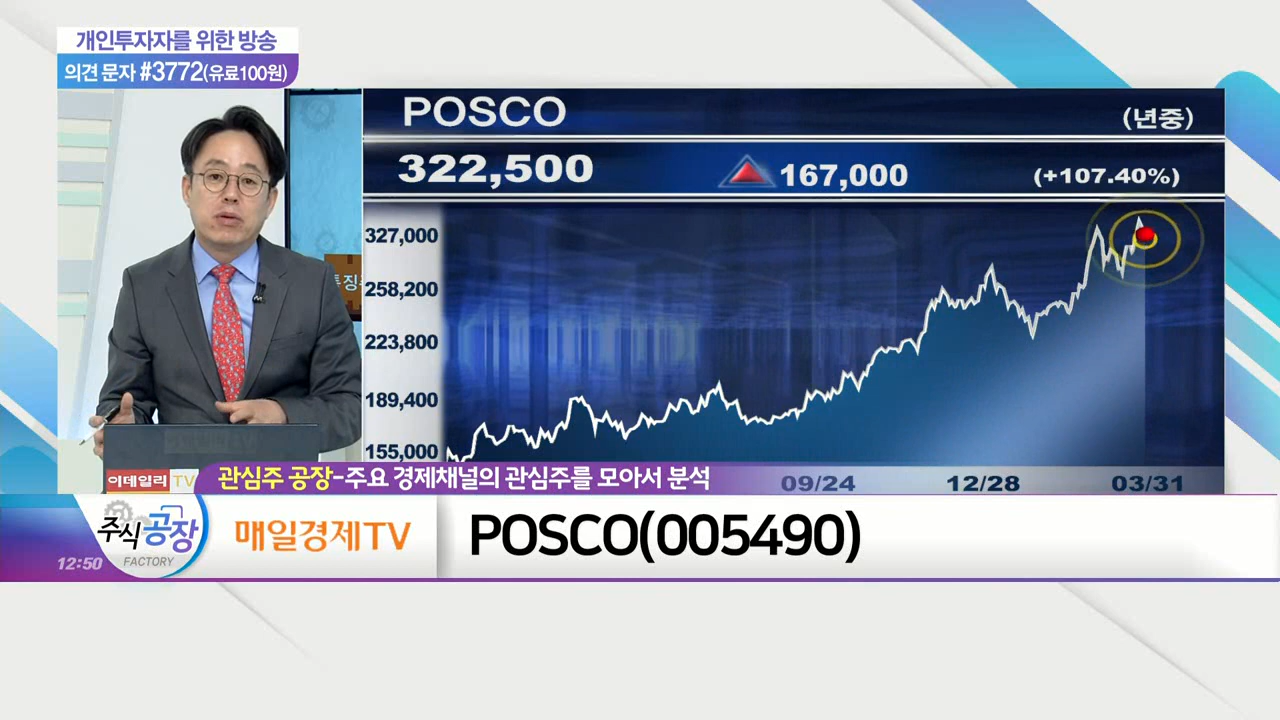 개인투자자를 위한 방송
의견 문자 #3772(유료100원)
POSCO
(년중)
322,500
167,000
(+107.40%)
327,000
258,200
223,800
189,400
155,000
09/24
12/28
03/31
이데일리 TV
관심주 공장-주요 경제채널의 관심주를 모아서 분석
주식공장
FACTORY
12:50
매일경제TV
POSCO(005490)